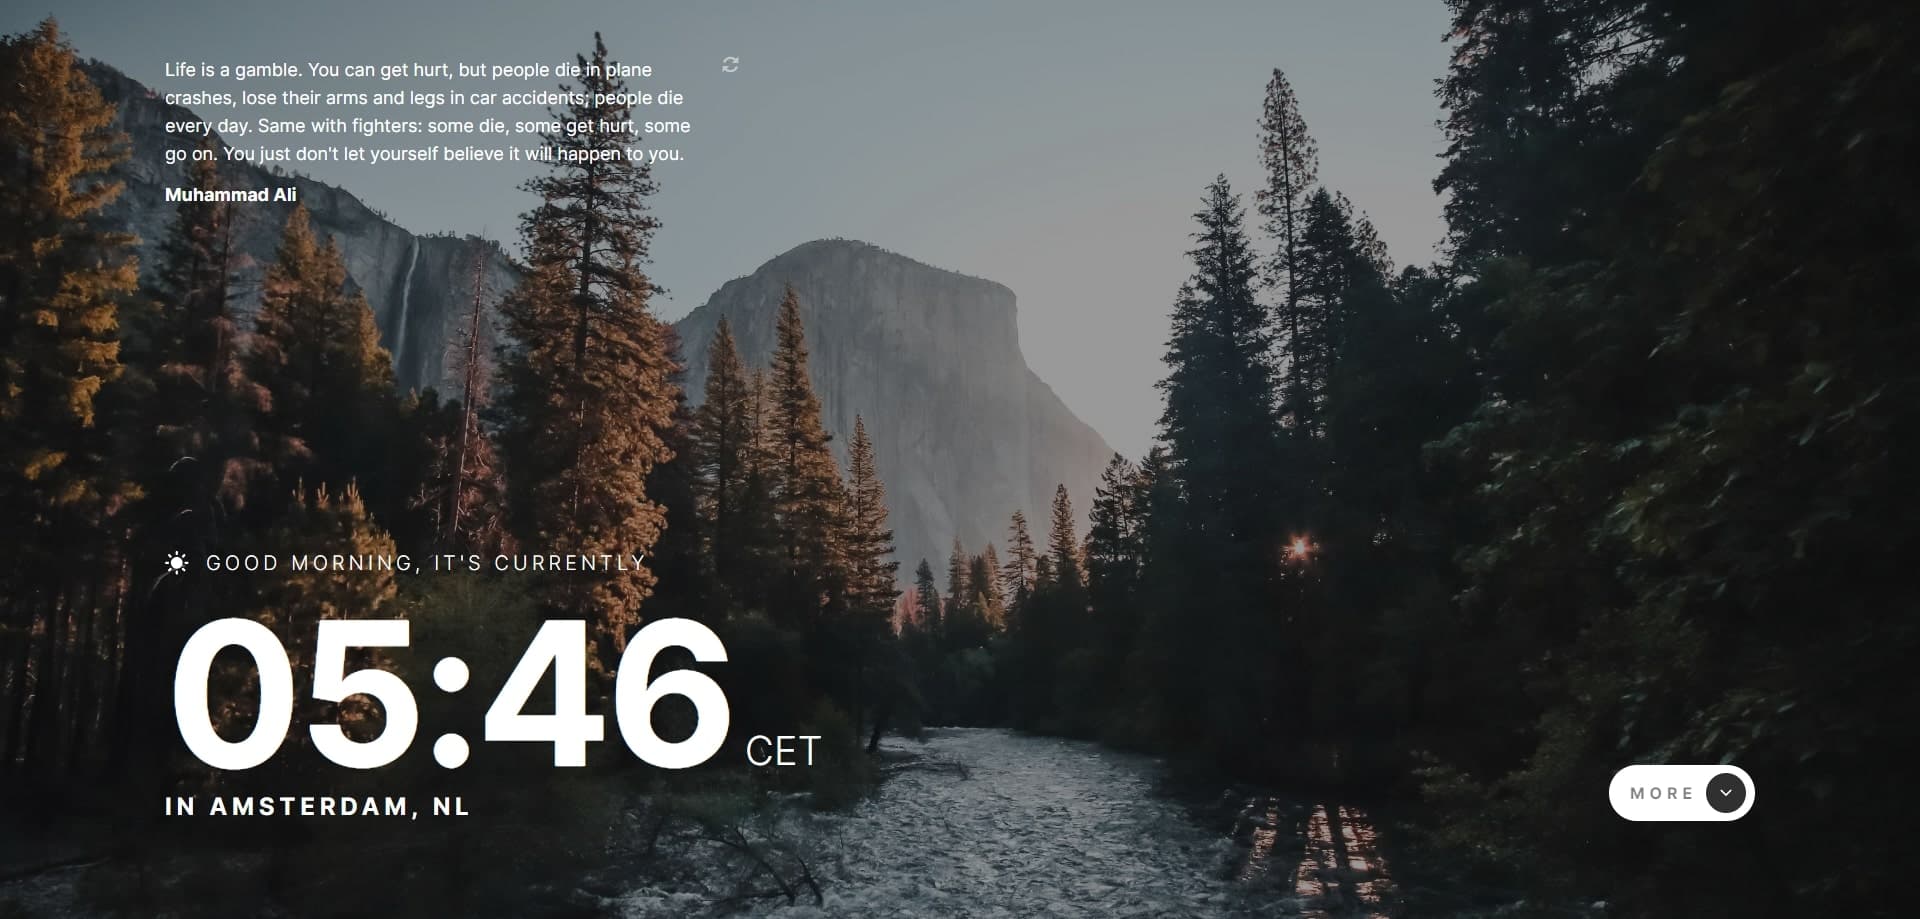 Life is a gamble. You can get hurt, but people die in plane
crashes, lose their arms and legs in car accidents; people die
every day. Same with fighters: some die, some get hurt, some
go on. You just don't let yourself believe it will happen to you.
Muhammad Ali
GOOD MORNING, IT'S CURRENTLY
05:46 CET
IN AMSTERDAM, NL
MORE